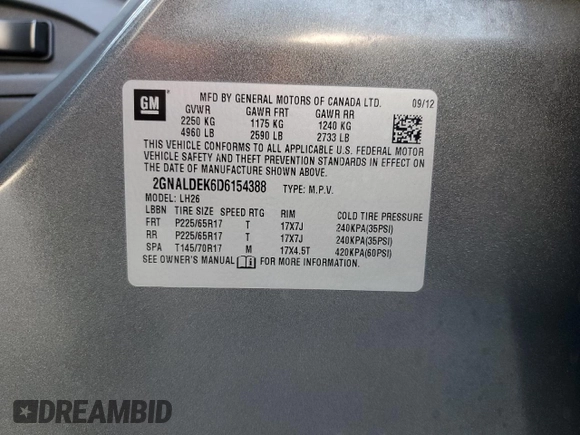 GM
MFD BY GENERAL MOTORS OF CANADA LTD. 09/12
GVWR GAWR FRT GAWR RR
2250 KG 1175 KG 1240 KG
4960 LB 2590 LB 2733 LB
THIS VEHICLE CONFORMS TO ALL APPLICABLE U.S. FEDERAL MOTOR
VEHICLE SAFETY AND THEFT PREVENTION STANDARDS IN EFFECT ON
THE DATE OF MANUFACTURE SHOWN ABOVE.
2GNALDEK6D6154388 TYPE: M.P.V.
MODEL: LH26
LBBN TIRE SIZE SPEED RTG RIM COLD TIRE PRESSURE
FRT P225/65R17 T 17X7J 240KPA(35PSI)
RR P225/65R17 T 17X7J 240KPA(35PSI)
SPA T145/70R17 M 17X4.5T 420KPA(60PSI)
SEE OWNER'S MANUAL FOR MORE INFORMATION.
DREAMBID